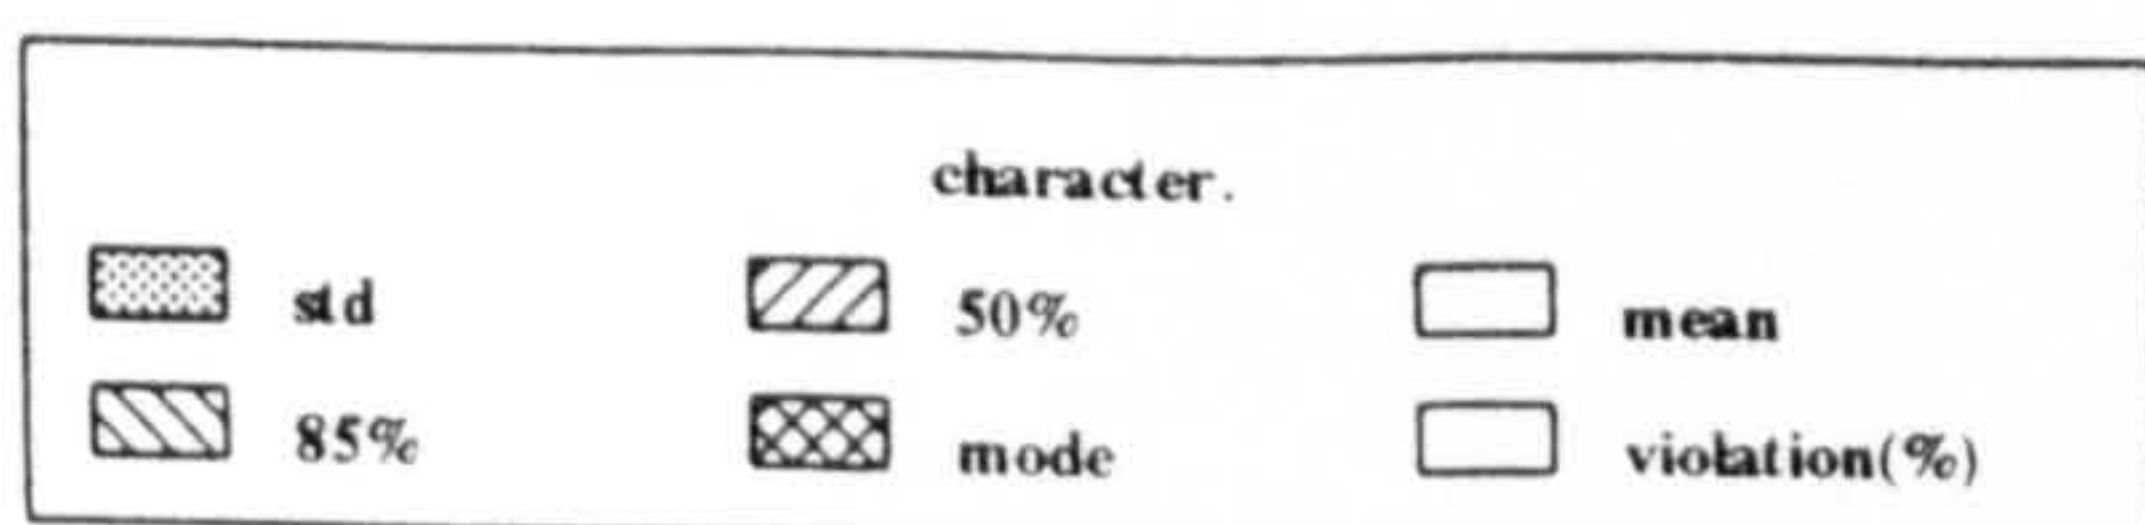 character.
std 50% mean
85% mode violation(%)